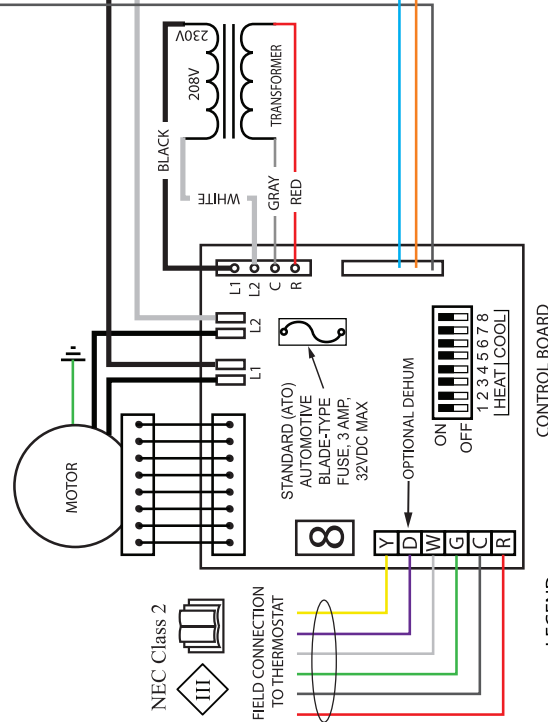 230V
208V
TRANSFORMER
BLACK
WHITE
GRAY
RED
L1
L2
C
R
L2
L1
MOTOR
STANDARD (ATO)
AUTOMOTIVE
BLADE-TYPE
FUSE, 3 AMP,
32VDC MAX
OPTIONAL DEHUM
ON
OFF
1 2 3 4 5 6 7 8
HEAT COOL
CONTROL BOARD
8
Y
D
W
G
C
R
NEC Class 2
III
FIELD CONNECTION
TO THERMOSTAT
LEGEND